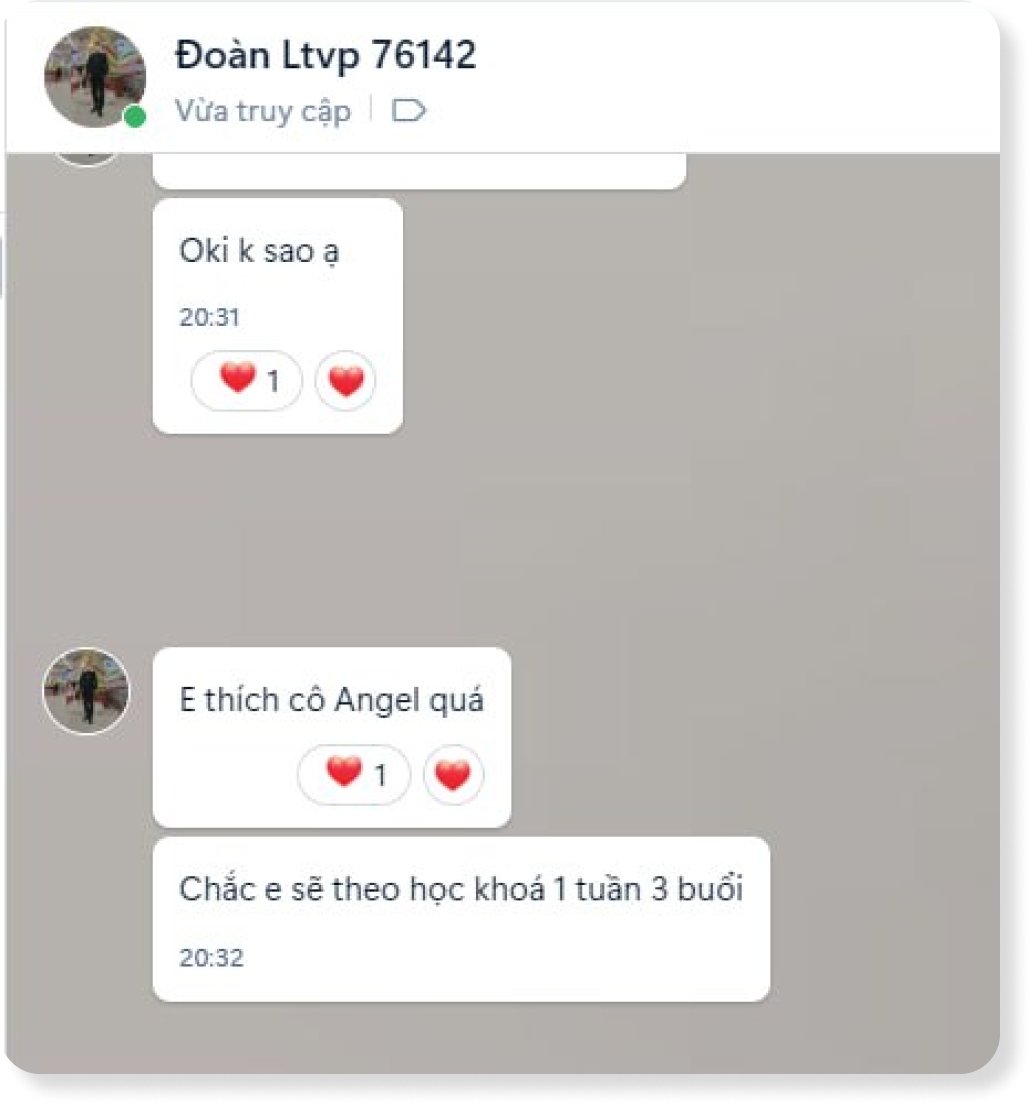 Đoàn Ltvp 76142
Vừa truy cập
Oki k sao ạ
20:31
1
E thích cô Angel quá
1
Chắc e sẽ theo học khoá 1 tuần 3 buổi
20:32